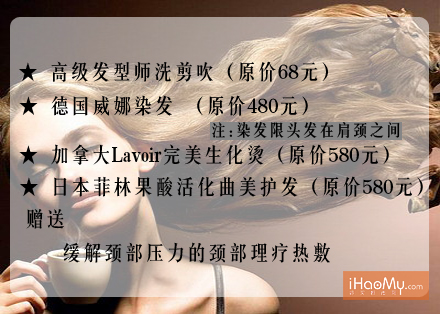 ★ 高级发型师洗剪吹（原价68元）
★ 德国威娜染发 （原价480元）
注:染发限头发在肩颈之间
★ 加拿大Lavoir完美生化烫（原价580元）
★ 日本菲林果酸活化曲美护发（原价580元）
赠送
缓解颈部压力的颈部理疗热敷
iHaoMy.com